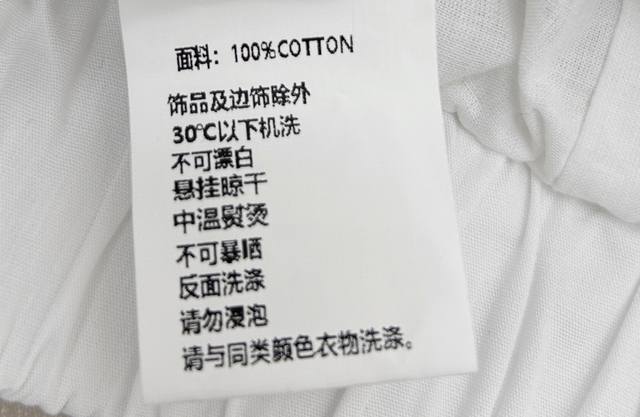 面料：100%COTTON
饰品及边饰除外
30℃以下机洗
不可漂白
悬挂晾干
中温熨烫
不可暴晒
反面洗涤
请勿浸泡
请与同类颜色衣物洗涤。